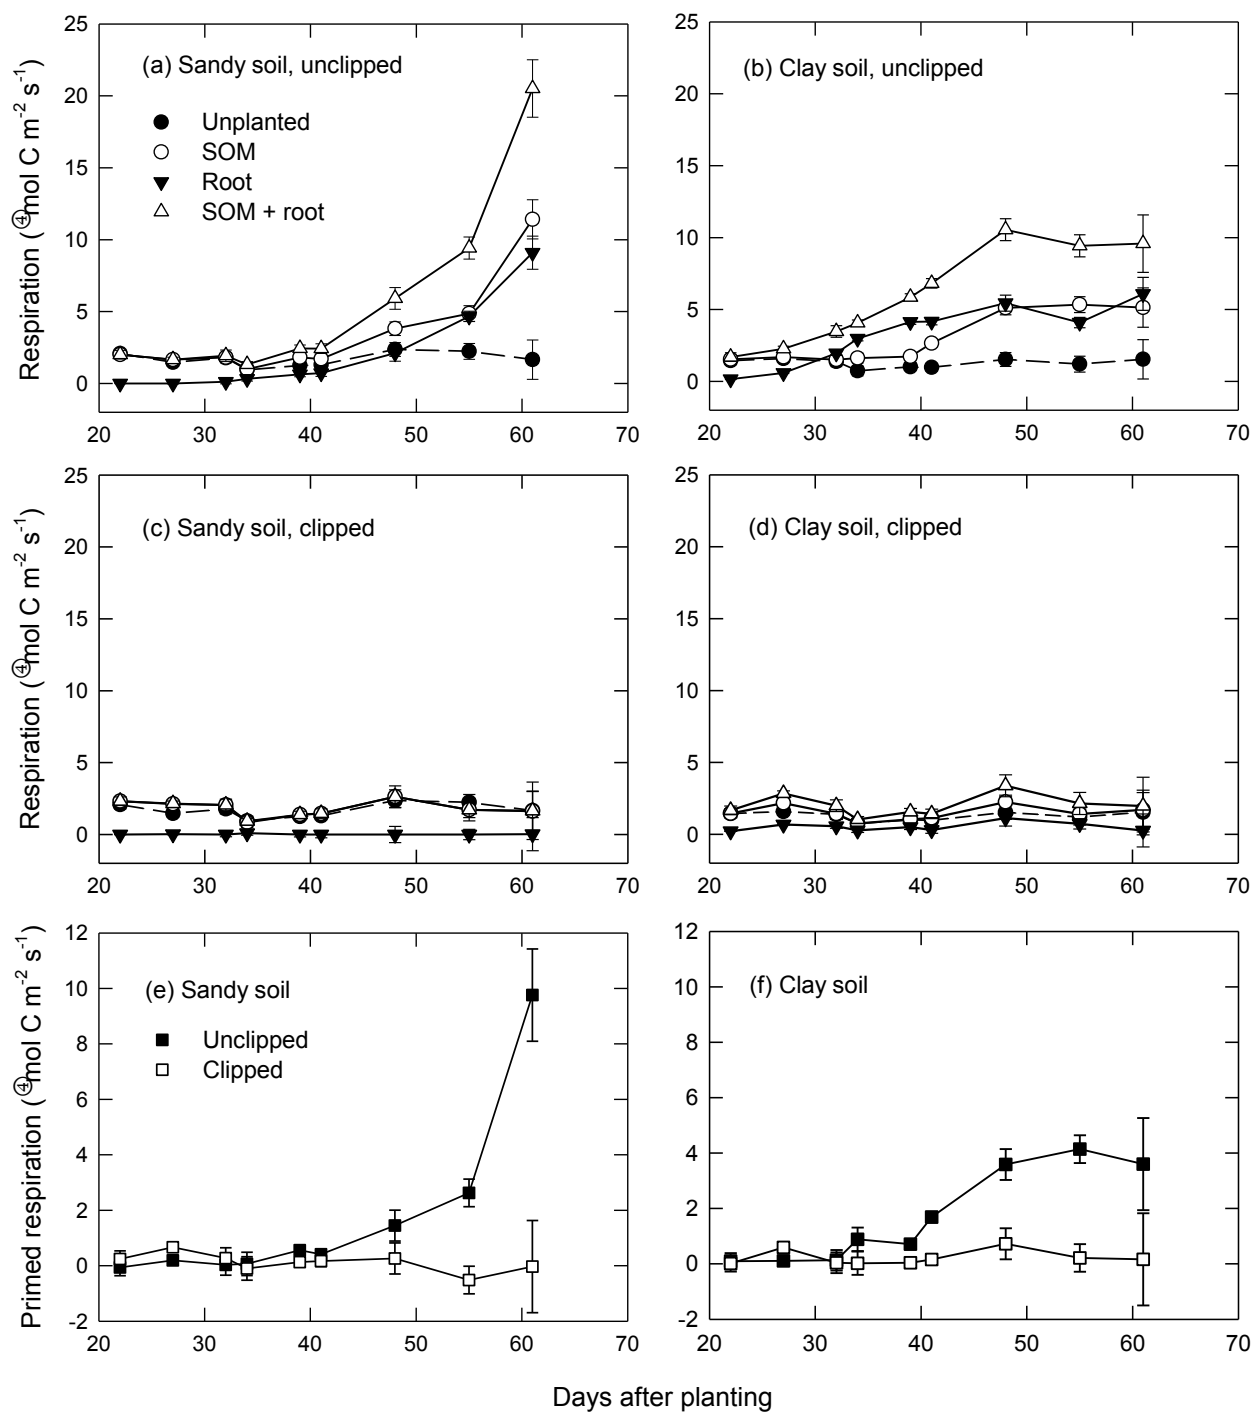 25
20
15
10
5
0
20 30 40 50 60 70
(a) Sandy soil, unclipped
Unplanted
SOM
Root
SOM + root
Respiration (④mol C m-2 s-1)
25
20
15
10
5
0
20 30 40 50 60 70
(b) Clay soil, unclipped
25
20
15
10
5
0
20 30 40 50 60 70
(c) Sandy soil, clipped
Respiration (④mol C m-2 s-1)
25
20
15
10
5
0
20 30 40 50 60 70
(d) Clay soil, clipped
12
10
8
6
4
2
0
-2
20 30 40 50 60 70
(e) Sandy soil
Unclipped
Clipped
Primed respiration (④mol C m-2 s-1)
12
10
8
6
4
2
0
-2
20 30 40 50 60 70
(f) Clay soil
Days after planting